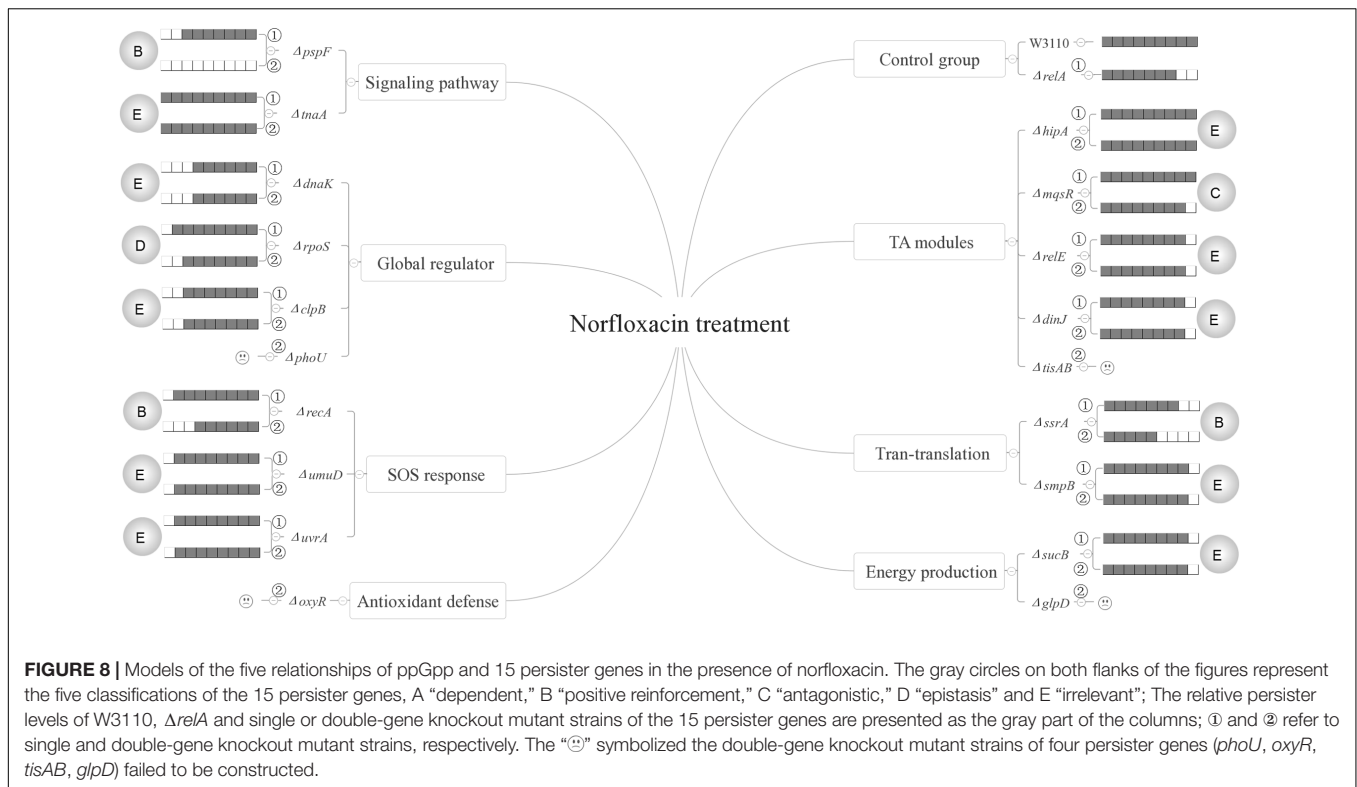 B
①
②
ΔpspF
E
①
②
ΔtnaA
Signaling pathway
E
①
②
ΔdnaK
D
①
②
ΔrpoS
E
①
②
ΔclpB
②
ΔphoU
Global regulator
B
①
②
ΔrecA
E
①
②
ΔumuD
E
①
②
ΔuvrA
SOS response
②
ΔoxyR
Antioxidant defense
Norfloxacin treatment
Control group
W3110
①
ΔrelA
TA modules
①
ΔhipA
②
E
①
ΔmqsR
②
C
①
ΔrelE
②
E
①
ΔdinJ
②
E
②
ΔtisAB
Tran-translation
①
ΔssrA
②
B
①
ΔsmpB
②
E
Energy production
①
ΔsucB
②
E
②
ΔglpD
FIGURE 8 | Models of the five relationships of ppGpp and 15 persister genes in the presence of norfloxacin. The gray circles on both flanks of the figures represent
the five classifications of the 15 persister genes, A “dependent,” B “positive reinforcement,” C “antagonistic,” D “epistasis” and E “irrelevant”; The relative persister
levels of W3110, ΔrelA and single or double-gene knockout mutant strains of the 15 persister genes are presented as the gray part of the columns; ① and ② refer to
single and double-gene knockout mutant strains, respectively. The “☹” symbolized the double-gene knockout mutant strains of four persister genes (phoU, oxyR,
tisAB, glpD) failed to be constructed.